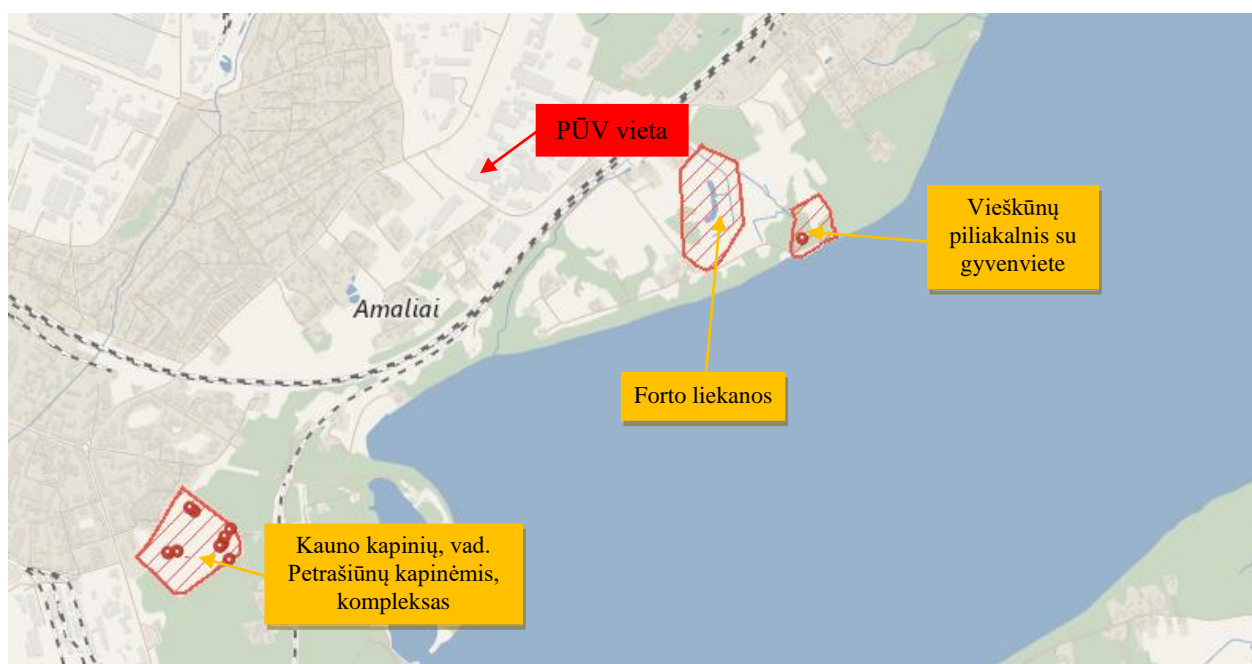 PŪV vieta
Vieškūnų
piliakalnis su
gyvenviete
Amaliai
Forto liekanos
Kauno kapinių, vad.
Petrašiūnų kapinėmis,
kompleksas